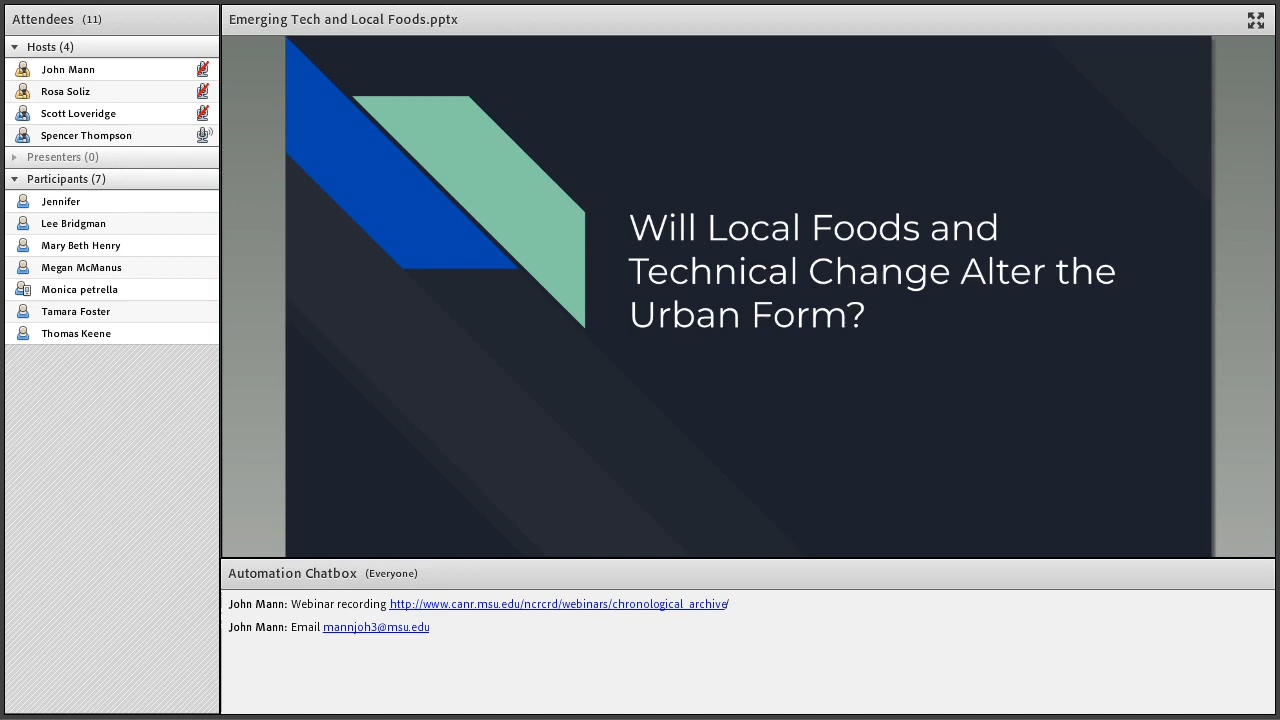 Attendees (11)
Hosts (4)
John Mann
Rosa Soliz
Scott Loveridge
Spencer Thompson
Presenters (0)
Participants (7)
Jennifer
Lee Bridgman
Mary Beth Henry
Megan McManus
Monica petrella
Tamara Foster
Thomas Keene
Emerging Tech and Local Foods.pptx
Will Local Foods and
Technical Change Alter the
Urban Form?
Automation Chatbox (Everyone)
John Mann: Webinar recording http://www.canr.msu.edu/ncrcrd/webinars/chronological_archive/
John Mann: Email mannjoh3@msu.edu